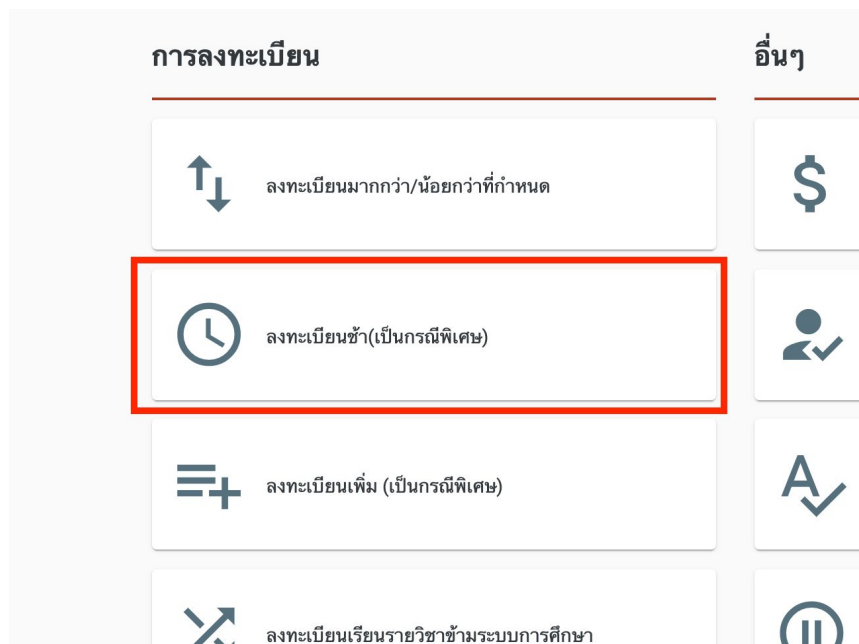 การลงทะเบียน
อื่นๆ
ลงทะเบียนมากกว่า/น้อยกว่าที่กำหนด
ลงทะเบียนช้า(เป็นกรณีพิเศษ)
ลงทะเบียนเพิ่ม (เป็นกรณีพิเศษ)
ลงทะเบียนเรียนรายวิชาข้ามระบบการศึกษา